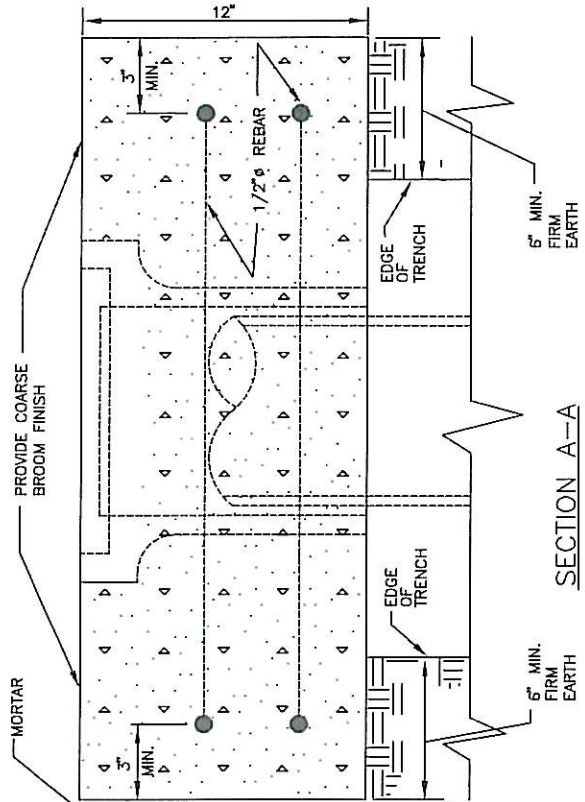 MORTAR
PROVIDE COARSE
BROOM FINISH
12"
3"
MIN.
3"
MIN.
1/2"ø REBAR
EDGE
OF
TRENCH
EDGE
OF
TRENCH
6" MIN.
FIRM
EARTH
6" MIN.
FIRM
EARTH
SECTION A-A